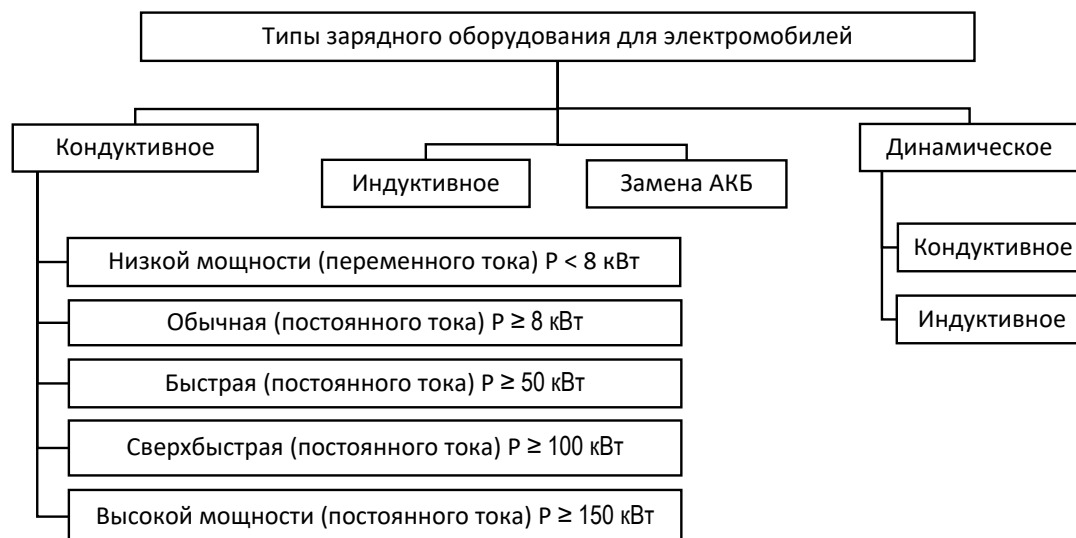 Типы зарядного оборудования для электромобилей
Кондуктивное
Динамическое
Индуктивное
Замена АКБ
Низкой мощности (переменного тока) P < 8 кВт
Обычная (постоянного тока) P ≥ 8 кВт
Быстрая (постоянного тока) P ≥ 50 кВт
Сверхбыстрая (постоянного тока) P ≥ 100 кВт
Высокой мощности (постоянного тока) P ≥ 150 кВт
Кондуктивное
Индуктивное